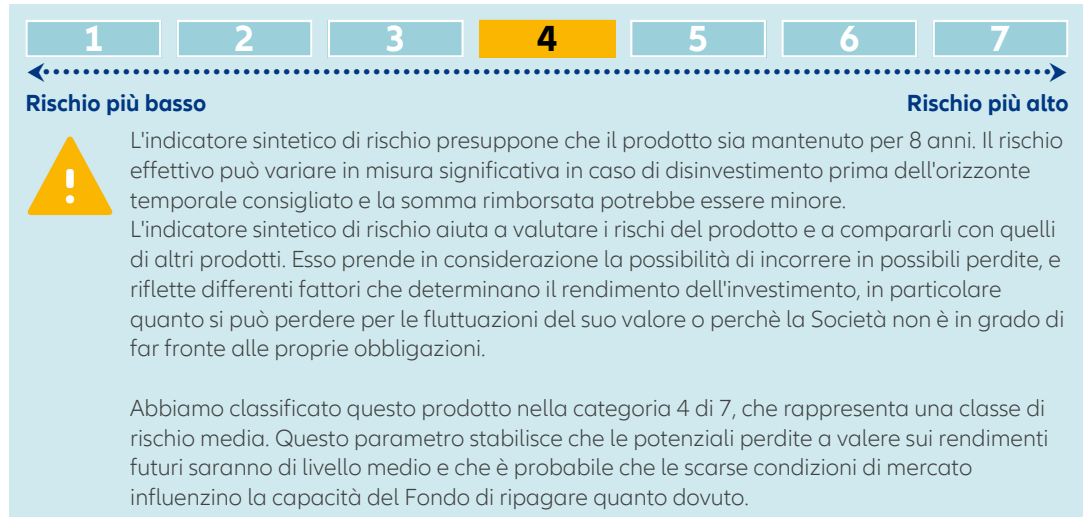 1 2 3 4 5 6 7
Rischio più basso Rischio più alto
L'indicatore sintetico di rischio presuppone che il prodotto sia mantenuto per 8 anni. Il rischio
effettivo può variare in misura significativa in caso di disinvestimento prima dell'orizzonte
temporale consigliato e la somma rimborsata potrebbe essere minore.
L'indicatore sintetico di rischio aiuta a valutare i rischi del prodotto e a compararli con quelli
di altri prodotti. Esso prende in considerazione la possibilità di incorrere in possibili perdite, e
riflette differenti fattori che determinano il rendimento dell'investimento, in particolare
quanto si può perdere per le fluttuazioni del suo valore o perchè la Società non è in grado di
far fronte alle proprie obbligazioni.
Abbiamo classificato questo prodotto nella categoria 4 di 7, che rappresenta una classe di
rischio media. Questo parametro stabilisce che le potenziali perdite a valere sui rendimenti
futuri saranno di livello medio e che è probabile che le scarse condizioni di mercato
influenzino la capacità del Fondo di ripagare quanto dovuto.